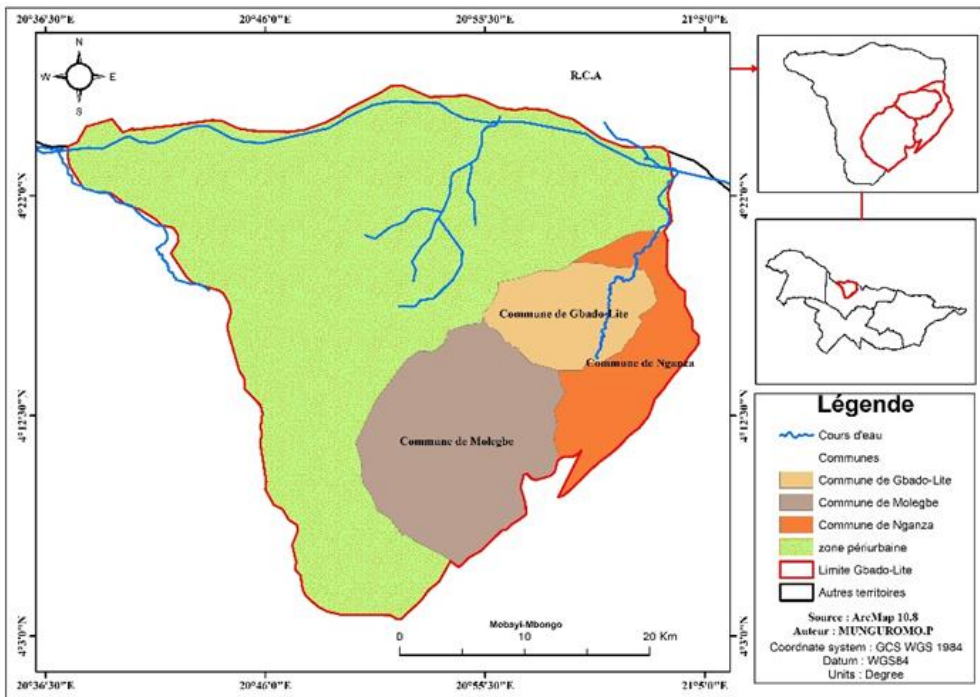 20°36'30"E 20°46'0"E 20°55'30"E 21°5'0"E
N
W E
S
R.C.A
4°22'0"N 4°22'0"N
Commune de Gbado-Lite
Commune de Nganza
4°12'30"N 4°12'30"N
Commune de Molegbe
4°3'0"N 4°3'0"N
Mobayi-Mbongo
0 10 20 Km
20°36'30"E 20°46'0"E 20°55'30"E 21°5'0"E
Légende
Cours d'eau
Communes
Commune de Gbado-Lite
Commune de Molegbe
Commune de Nganza
zone périurbaine
Limite Gbado-Lite
Autres territoires
Source : ArcMap 10.8
Auteur : MUNGUROMO.P
Coordnate system : GCS WGS 1984
Datum : WGS84
Units : Degree